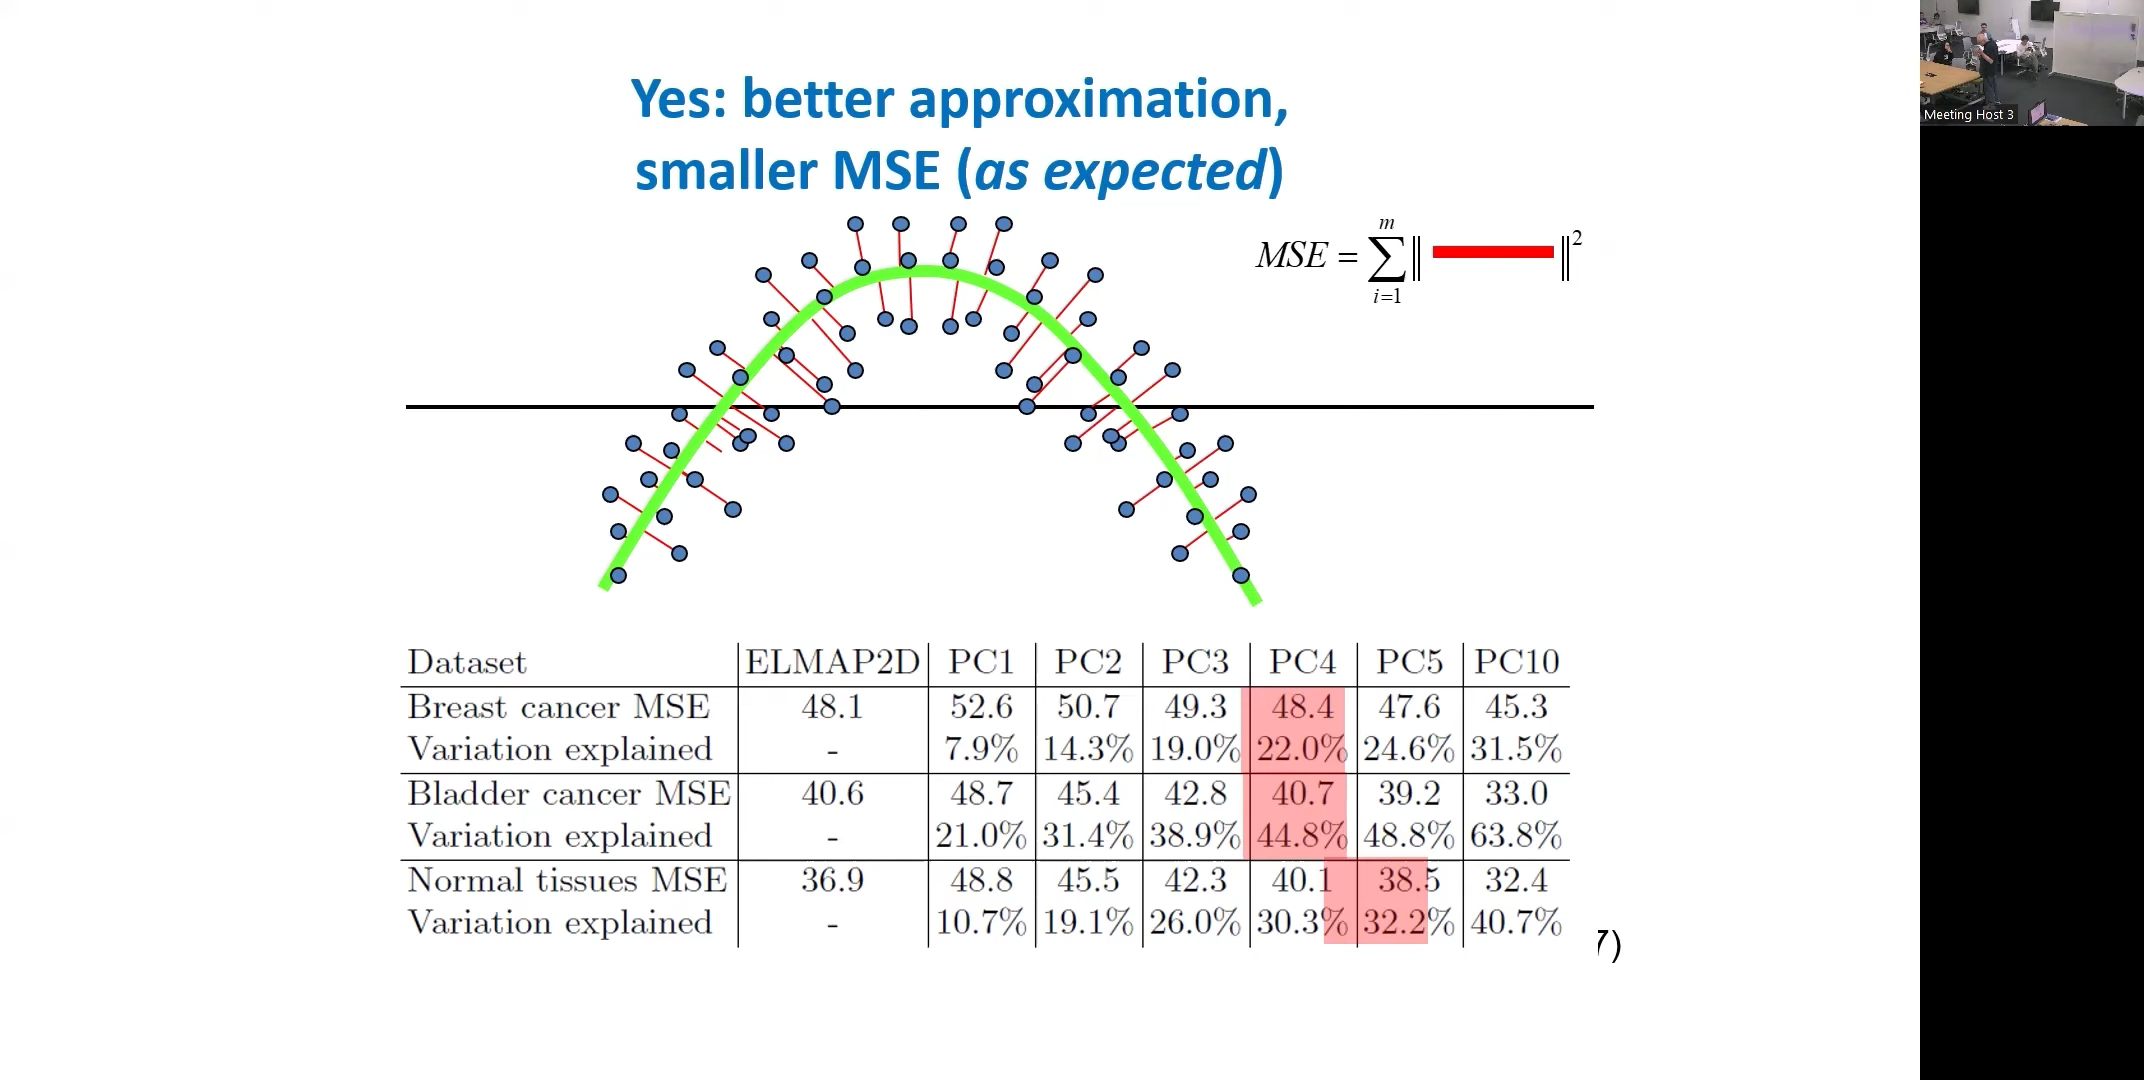 Yes: better approximation,
smaller MSE (as expected)
MSE = m ∑ i=1 ‖ ‖ 2
Dataset ELMAP2D PC1 PC2 PC3 PC4 PC5 PC10
Breast cancer MSE 48.1 52.6 50.7 49.3 48.4 47.6 45.3
Variation explained - 7.9% 14.3% 19.0% 22.0% 24.6% 31.5%
Bladder cancer MSE 40.6 48.7 45.4 42.8 40.7 39.2 33.0
Variation explained - 21.0% 31.4% 38.9% 44.8% 48.8% 63.8%
Normal tissues MSE 36.9 48.8 45.5 42.3 40.1 38.5 32.4
Variation explained - 10.7% 19.1% 26.0% 30.3% 32.2% 40.7%
7)
Meeting Host 3